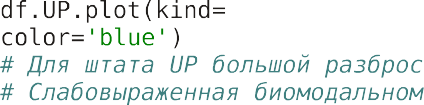 df.UP.plot(kind=
color='blue')
# Для штата UP большой разброс
# Слабовыраженная биомодальном